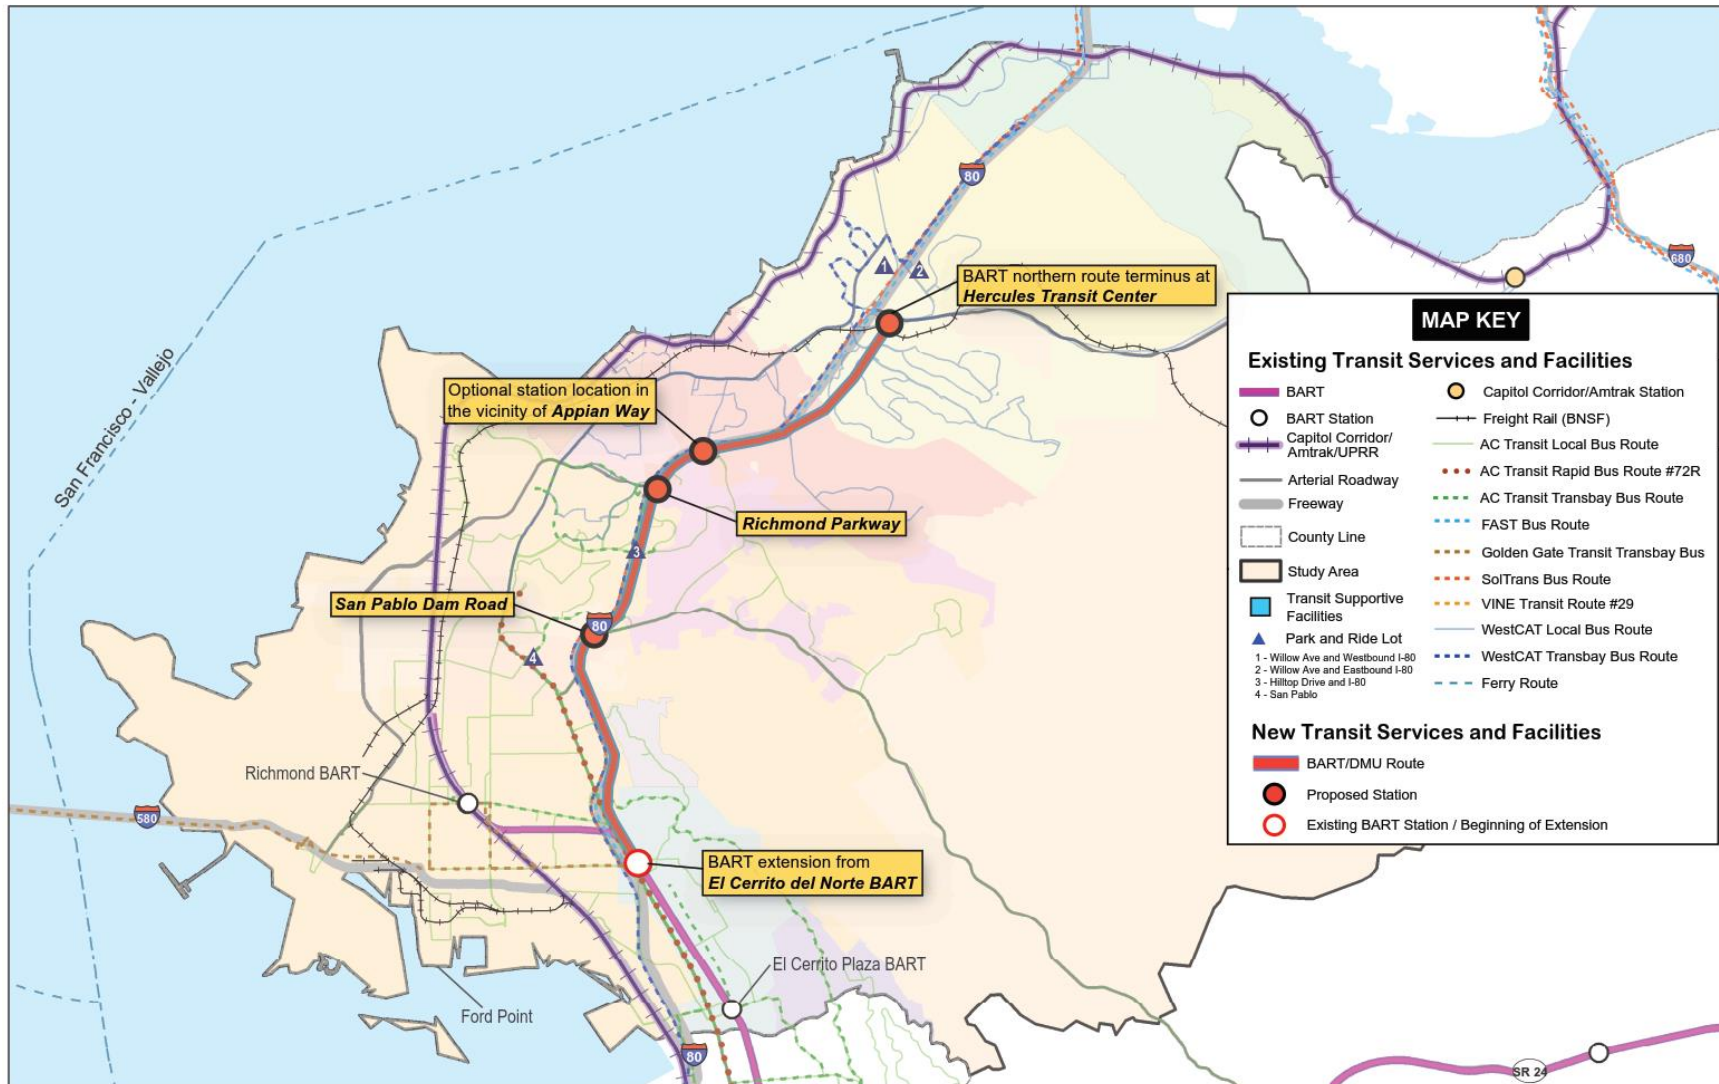 80
San Francisco - Vallejo
1
2
BART northern route terminus at
Hercules Transit Center
680
Optional station location in
the vicinity of Appian Way
Richmond Parkway
3
San Pablo Dam Road
80
4
Richmond BART
580
BART extension from
El Cerrito del Norte BART
El Cerrito Plaza BART
Ford Point
80
SR 24
MAP KEY
Existing Transit Services and Facilities
BART
BART Station
Capitol Corridor/
Amtrak/UPRR
Arterial Roadway
Freeway
County Line
Study Area
Transit Supportive
Facilities
Park and Ride Lot
1 - Willow Ave and Westbound I-80
2 - Willow Ave and Eastbound I-80
3 - Hilltop Drive and I-80
4 - San Pablo
Capitol Corridor/Amtrak Station
Freight Rail (BNSF)
AC Transit Local Bus Route
AC Transit Rapid Bus Route #72R
AC Transit Transbay Bus Route
FAST Bus Route
Golden Gate Transit Transbay Bus
SolTrans Bus Route
VINE Transit Route #29
WestCAT Local Bus Route
WestCAT Transbay Bus Route
Ferry Route
New Transit Services and Facilities
BART/DMU Route
Proposed Station
Existing BART Station / Beginning of Extension